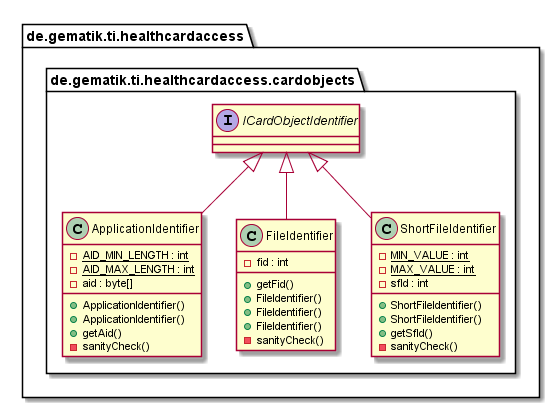 de.gematik.ti.healthcardaccess
de.gematik.ti.healthcardaccess.cardobjects
I ICardObjectIdentifier
C ApplicationIdentifier
AID_MIN_LENGTH : int
AID_MAX_LENGTH : int
aid : byte[]
ApplicationIdentifier()
ApplicationIdentifier()
getAid()
sanityCheck()
C FileIdentifier
fid : int
getFid()
FileIdentifier()
FileIdentifier()
FileIdentifier()
sanityCheck()
C ShortFileIdentifier
MIN_VALUE : int
MAX_VALUE : int
sfId : int
ShortFileIdentifier()
ShortFileIdentifier()
getSfId()
sanityCheck()